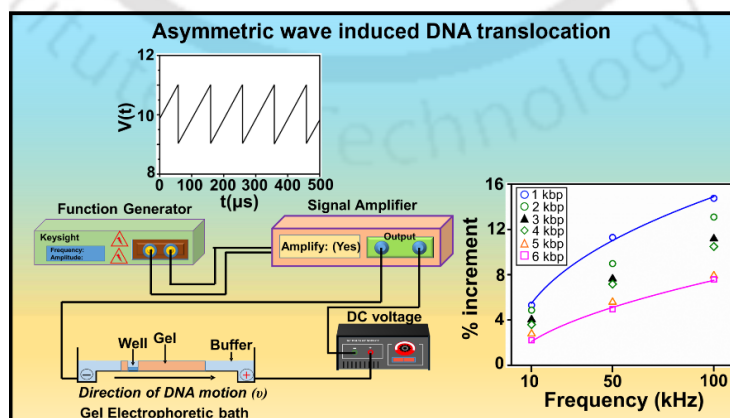 Asymmetric wave induced DNA translocation
12
10
8
V(t)
0 100 200 300 400 500
t(µs)
Function Generator
Keysight
Frequency:
Amplitude:
Signal Amplifier
Amplify: (Yes)
Output
DC voltage
Well
Gel
Buffer
Direction of DNA motion (υ)
Gel Electrophoretic bath
16
12
8
4
% increment
1 kbp
2 kbp
3 kbp
4 kbp
5 kbp
6 kbp
10 50 100
Frequency (kHz)